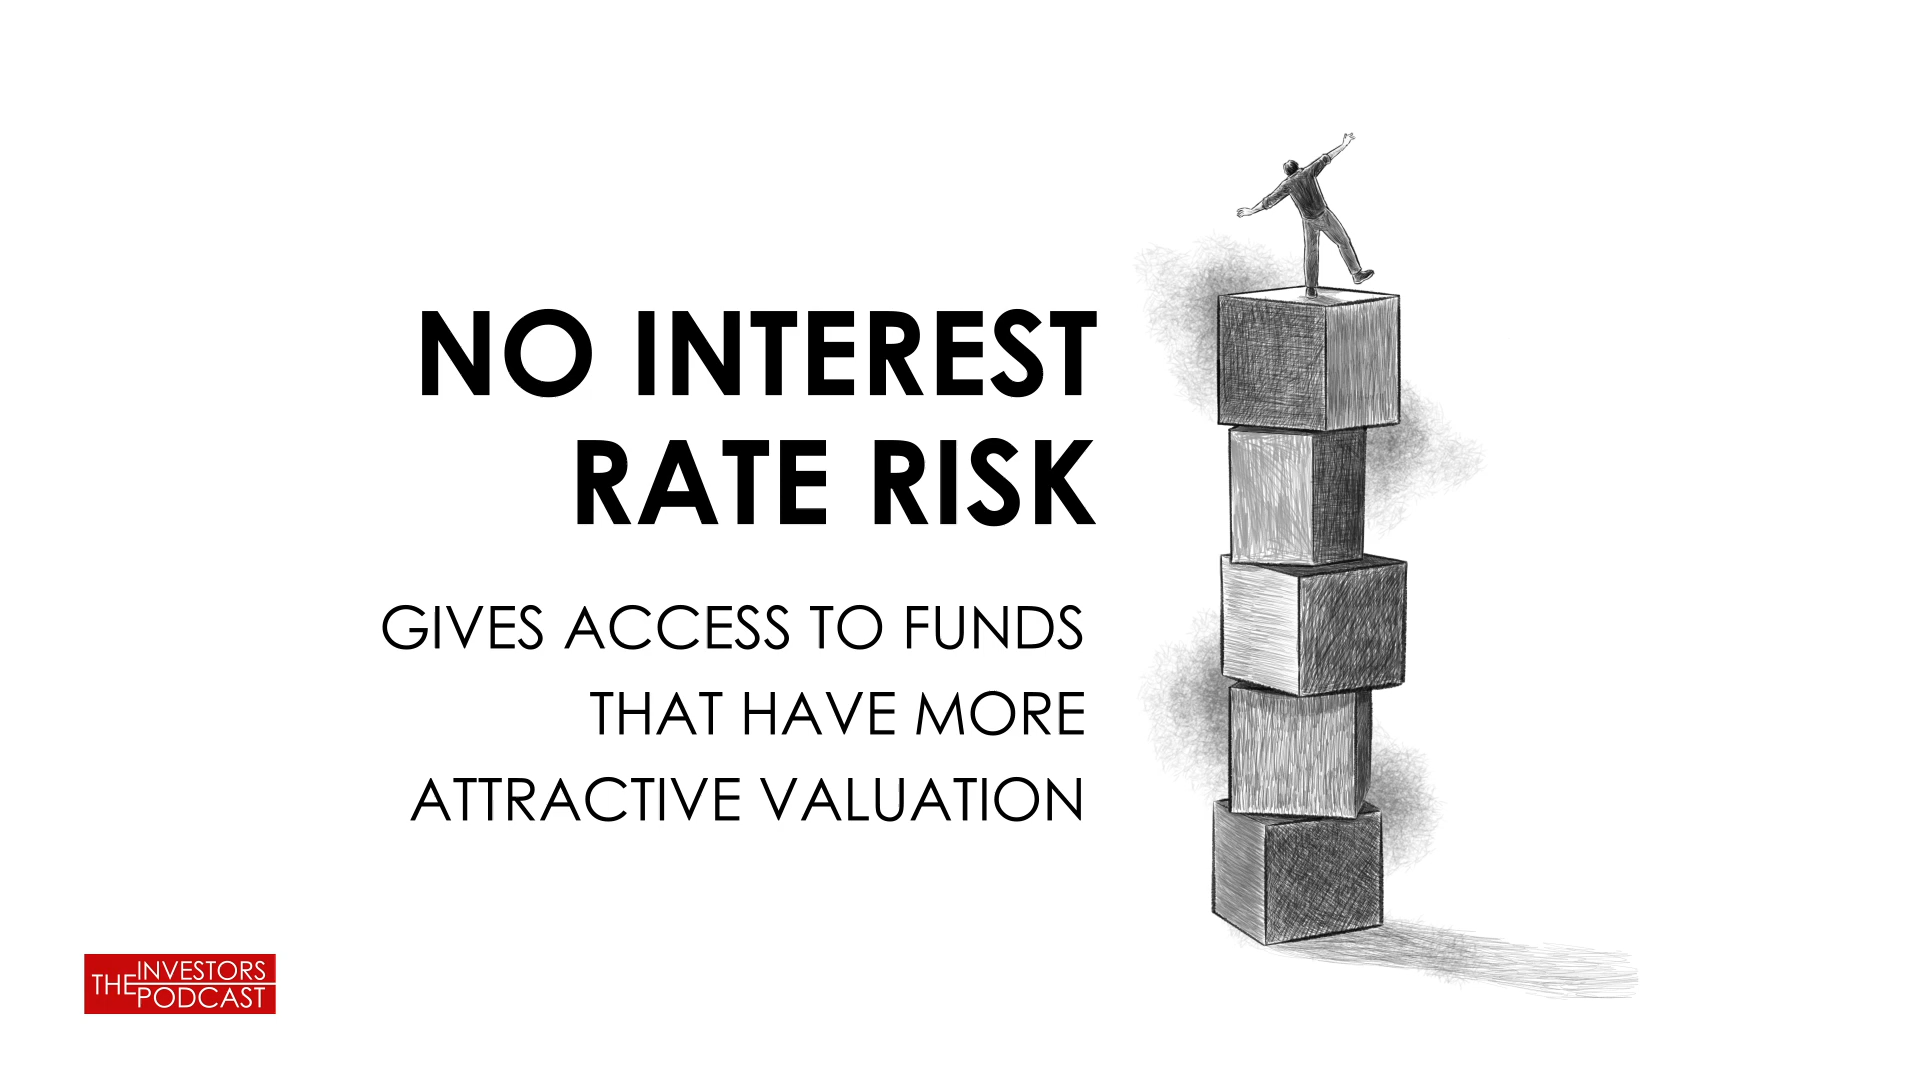 NO INTEREST
RATE RISK
GIVES ACCESS TO FUNDS
THAT HAVE MORE
ATTRACTIVE VALUATION
THE INVESTORS
PODCAST